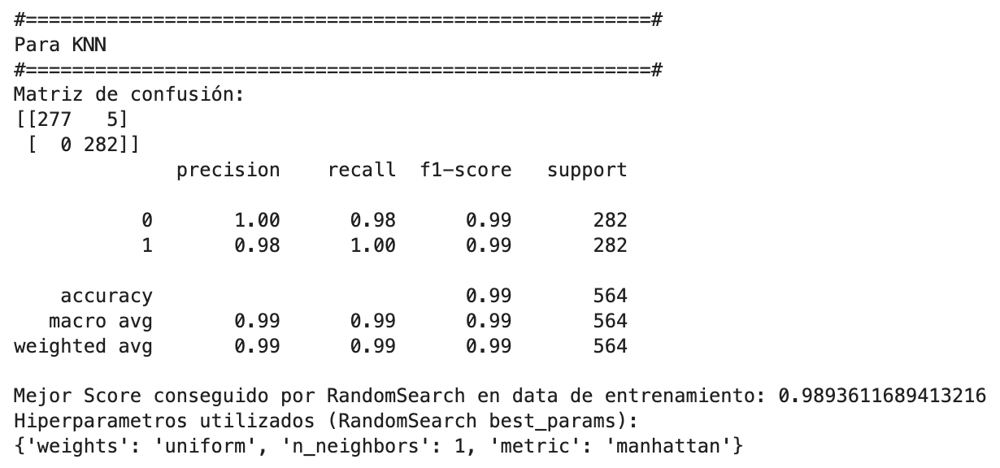 #======================================================#
Para KNN
#======================================================#
Matriz de confusión:
[[277   5]
 [  0 282]]
              precision    recall  f1-score   support

           0       1.00      0.98      0.99       282
           1       0.98      1.00      0.99       282

    accuracy                           0.99       564
   macro avg       0.99      0.99      0.99       564
weighted avg       0.99      0.99      0.99       564

Mejor Score conseguido por RandomSearch en data de entrenamiento: 0.9893611689413216
Hiperparametros utilizados (RandomSearch best_params):
{'weights': 'uniform', 'n_neighbors': 1, 'metric': 'manhattan'}